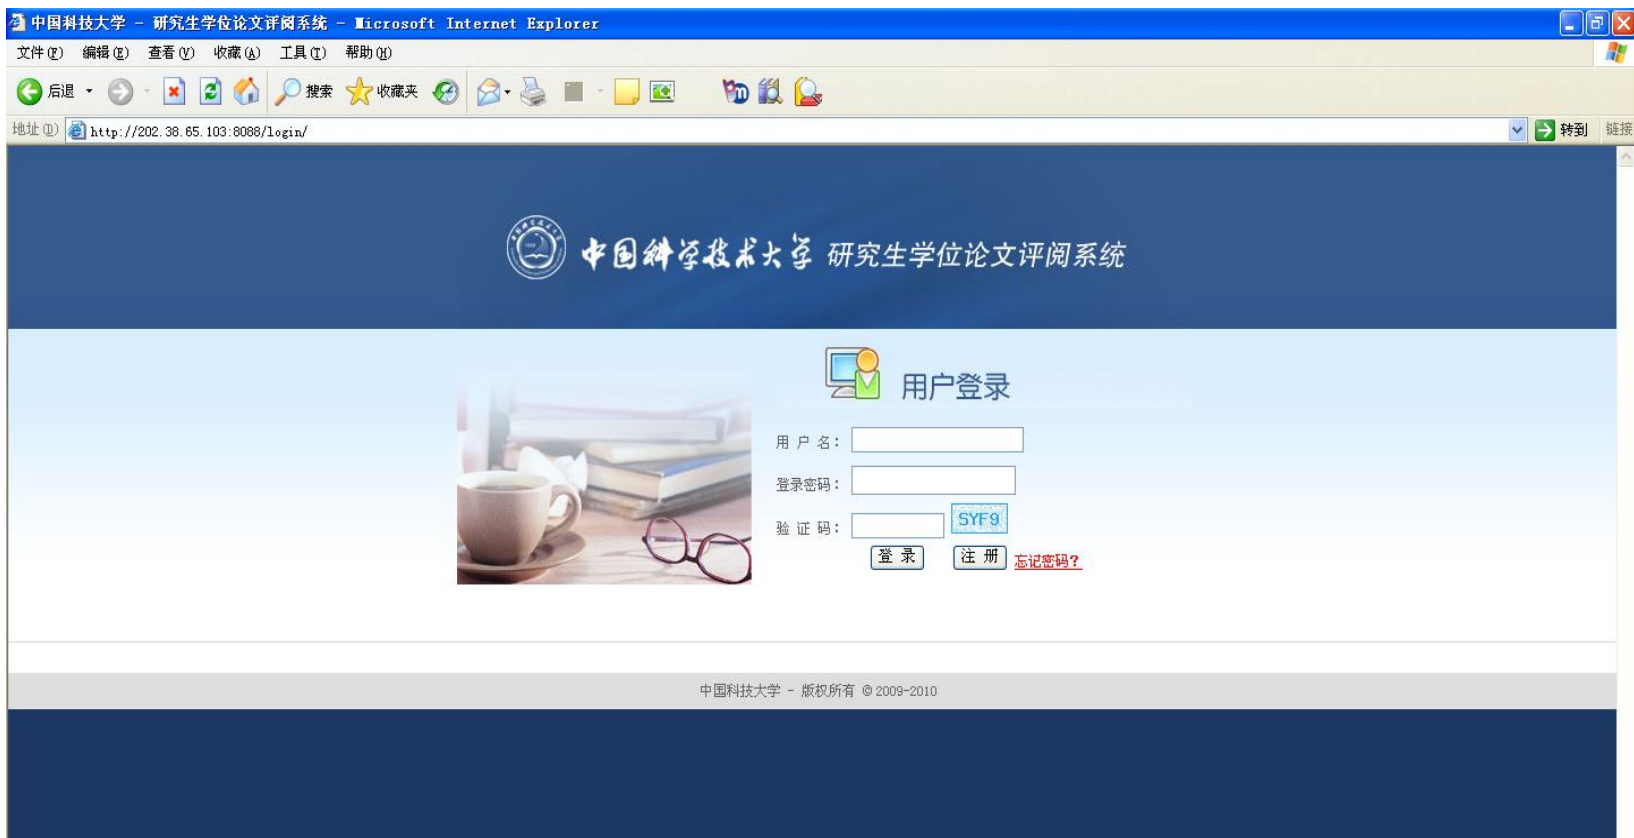 中国科技大学 - 研究生学位论文评阅系统 - Microsoft Internet Explorer
文件(F) 编辑(E) 查看(V) 收藏(A) 工具(T) 帮助(H)
后退 搜索 收藏夹
地址(D) http://202.38.65.103:8088/login/ 转到 链接
中国科学技术大学 研究生学位论文评阅系统
用户登录
用 户 名：
登录密码：
验 证 码： SYF9
登 录 注 册 忘记密码？
中国科技大学 - 版权所有 © 2009-2010